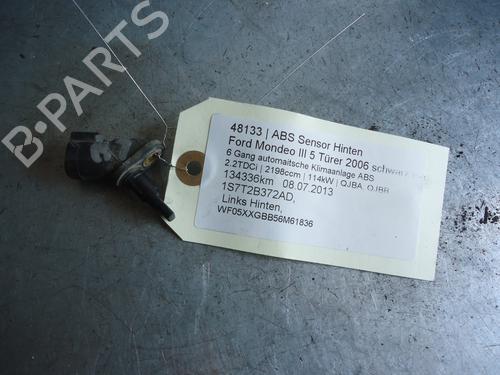 B-PARTS
48133 | ABS Sensor Hinten
Ford Mondeo III 5 Türer 2006 schwarz
6 Gang automaitsche Klimaanlage ABS
2.2TDCi | 2198ccm | 114kW | QJBA, QJBB
134336km 08.07.2013
1S7T2B372AD,
Links Hinten,
WF05XXGBB56M61836